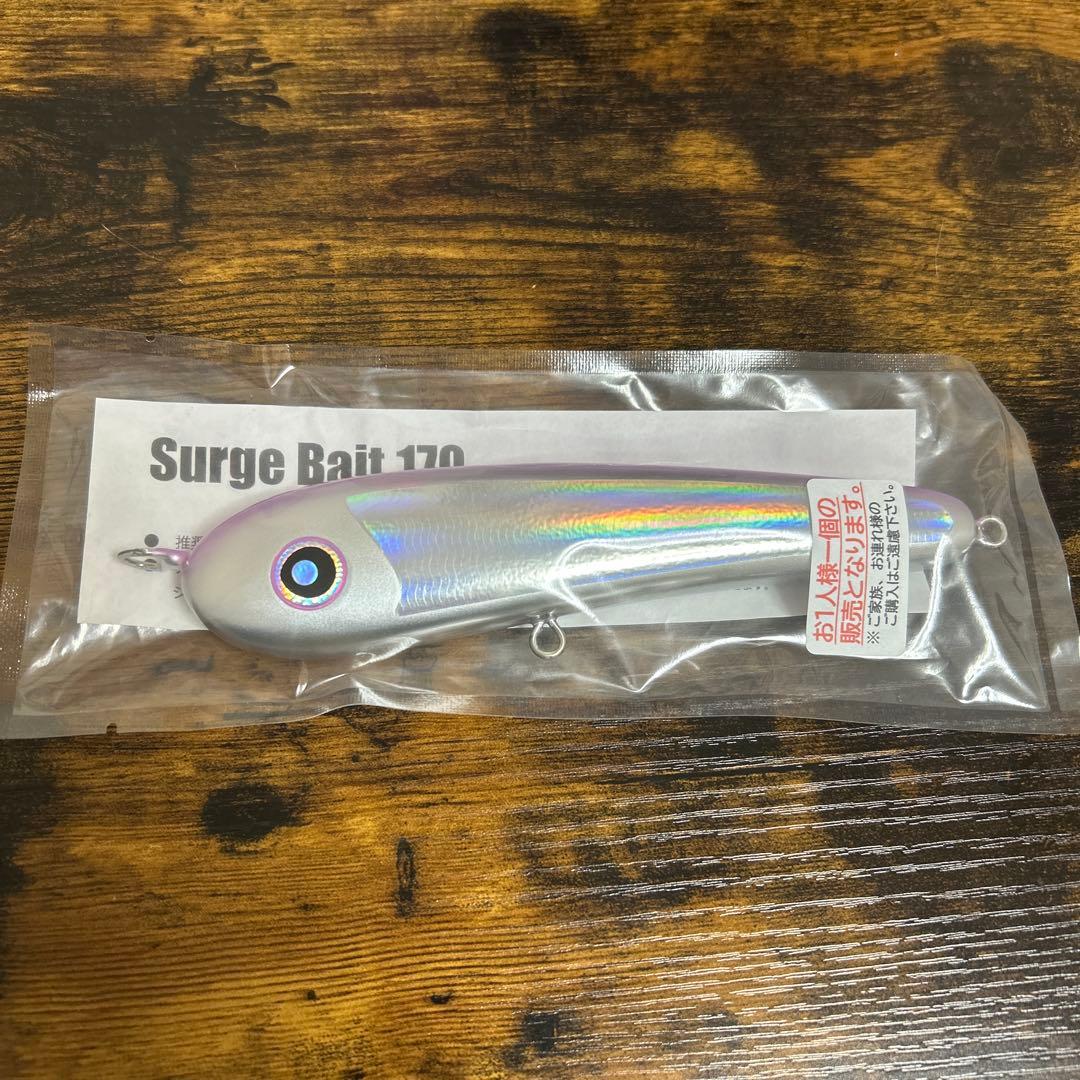 Surge Bait 170
お1人様一個の
販売となります。
※ご家族、お連れ様の
ご購入はご遠慮下さい。